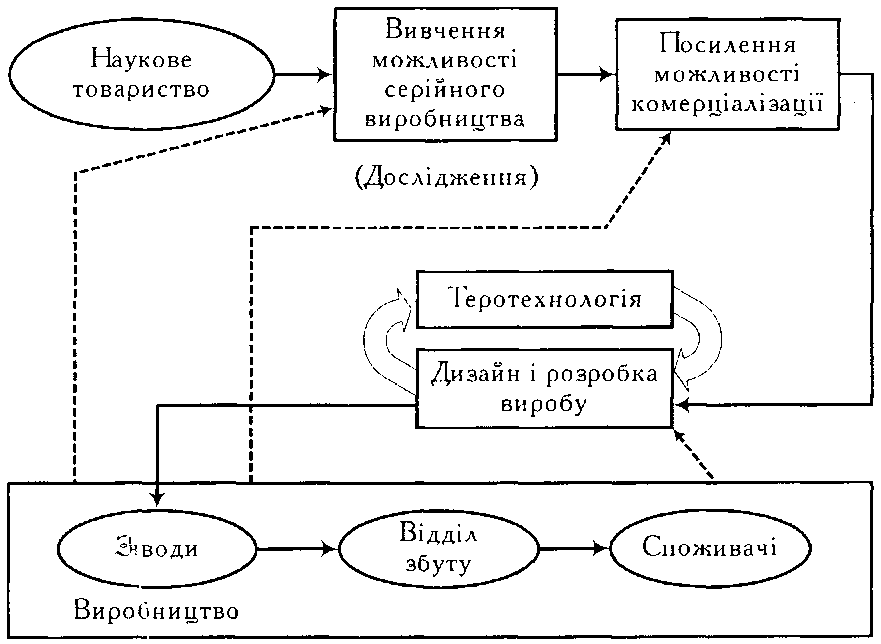 Наукове
товариство
Вивчення
можливості
серійного
виробництва
Посилення
можливості
комерціалізації
(Дослідження)
Теротехнологія
Дизайн і розробка
виробу
Заводи
Відділ
збуту
Споживачі
Виробництво